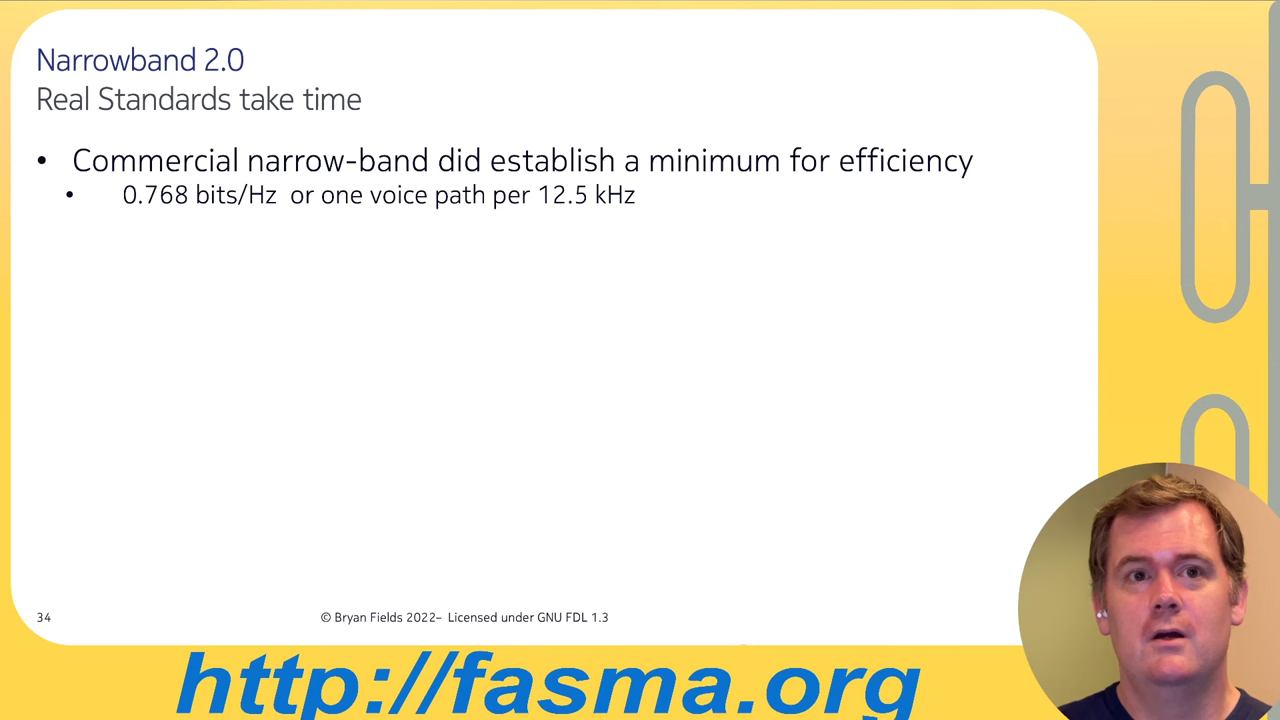 Narrowband 2.0
Real Standards take time
• Commercial narrow-band did establish a minimum for efficiency
• 0.768 bits/Hz or one voice path per 12.5 kHz
34
© Bryan Fields 2022– Licensed under GNU FDL 1.3
http://fasma.org